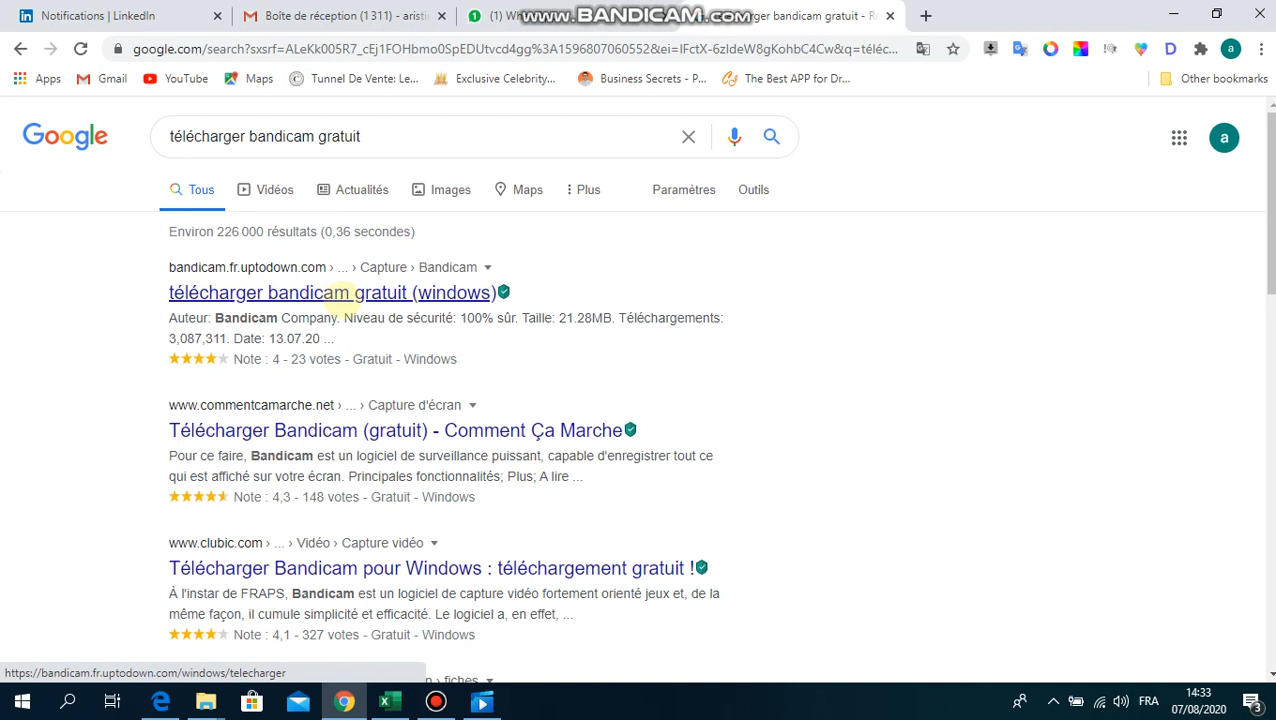 Notifications | LinkedIn
Boîte de réception (1 311) - aristin
(1) Wh
www.BANDICAM.com
rger bandicam gratuit - Re
google.com/search?sxsrf=ALeKk005R7_cEj1FOHbmo0SpEDUtvcd4gg%3A1596807060552&ei=
&q=téléc...
Apps
Gmail
YouTube
Maps
Tunnel De Vente: Le...
Exclusive Celebrity...
Business Secrets - P...
The Best APP for Dr...
Other bookmarks
Google
télécharger bandicam gratuit
a
Tous
Vidéos
Actualités
Images
Maps
Plus
Paramètres
Outils
Environ 226 000 résultats (0,36 secondes)
bandicam.fr.uptodown.com › ... › Capture › Bandicam
télécharger bandicam gratuit (windows)
Auteur: Bandicam Company. Niveau de sécurité: 100% sûr. Taille: 21.28MB. Téléchargements:
3,087,311. Date: 13.07.20 ...
Note : 4 - 23 votes - Gratuit - Windows
www.commentcamarche.net › ... › Capture d'écran
Télécharger Bandicam (gratuit) - Comment Ça Marche
Pour ce faire, Bandicam est un logiciel de surveillance puissant, capable d'enregistrer tout ce
qui est affiché sur votre écran. Principales fonctionnalités; Plus; A lire ...
Note : 4,3 - 148 votes - Gratuit - Windows
www.clubic.com › ... › Vidéo › Capture vidéo
Télécharger Bandicam pour Windows : téléchargement gratuit !
À l'instar de FRAPS, Bandicam est un logiciel de capture vidéo fortement orienté jeux et, de la
même façon, il cumule simplicité et efficacité. Le logiciel a, en effet, ...
Note : 4,1 - 327 votes - Gratuit - Windows
› fiches
https://bandicam.fr.uptodown.com/windows/telecharger
FRA
14:33
07/08/2020
3